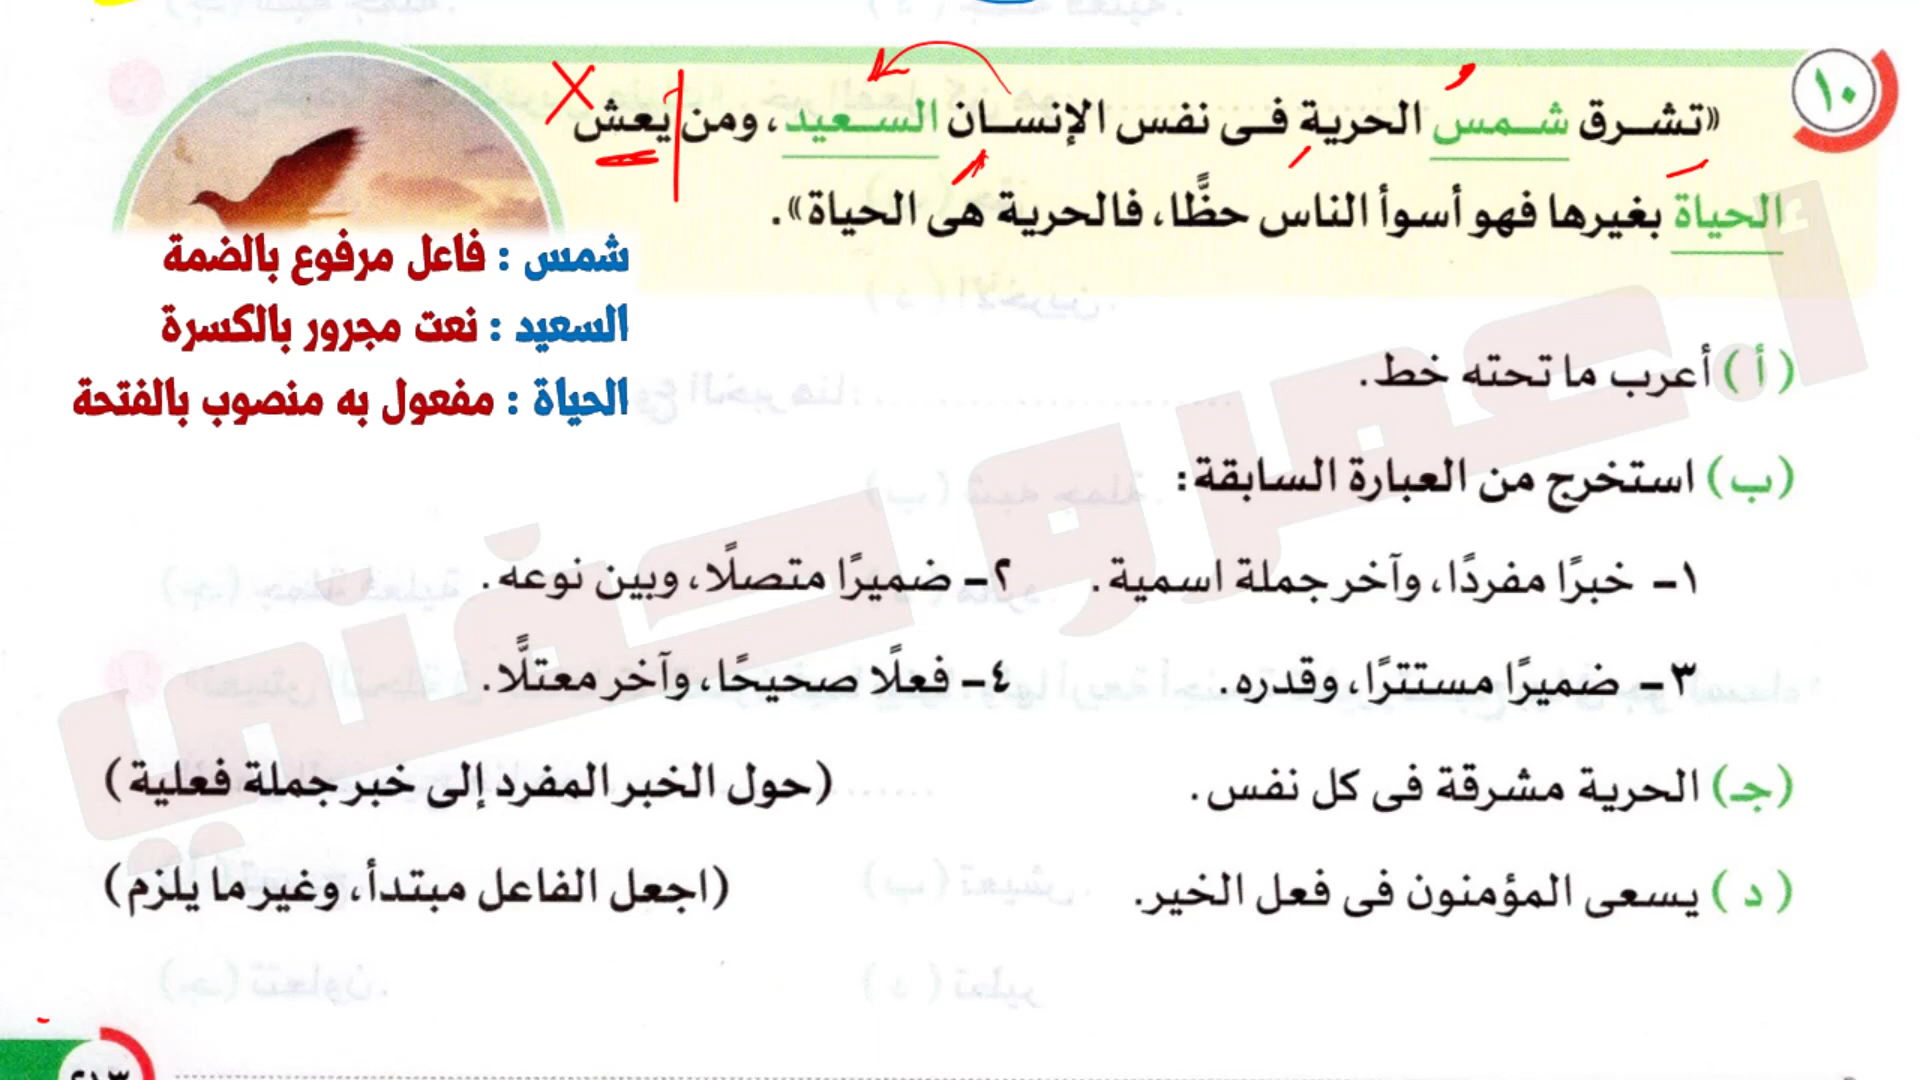 ١٠
«تشرق شمس الحرية فى نفس الإنسان السعيد، ومن يعش
الحياة بغيرها فهو أسوأ الناس حظًّا، فالحرية هى الحياة».
شمس : فاعل مرفوع بالضمة
السعيد : نعت مجرور بالكسرة
الحياة : مفعول به منصوب بالفتحة
(أ) أعرب ما تحته خط.
(ب) استخرج من العبارة السابقة:
١- خبرًا مفردًا، وآخر جملة اسمية. ٢- ضميرًا متصلًا، وبين نوعه.
٣- ضميرًا مستترًا، وقدره. ٤- فعلًا صحيحًا، وآخر معتلًّا.
(جـ) الحرية مشرقة فى كل نفس. (حول الخبر المفرد إلى خبر جملة فعلية)
(د) يسعى المؤمنون فى فعل الخير. (اجعل الفاعل مبتدأ، وغير ما يلزم)
أ.عمرو حفني